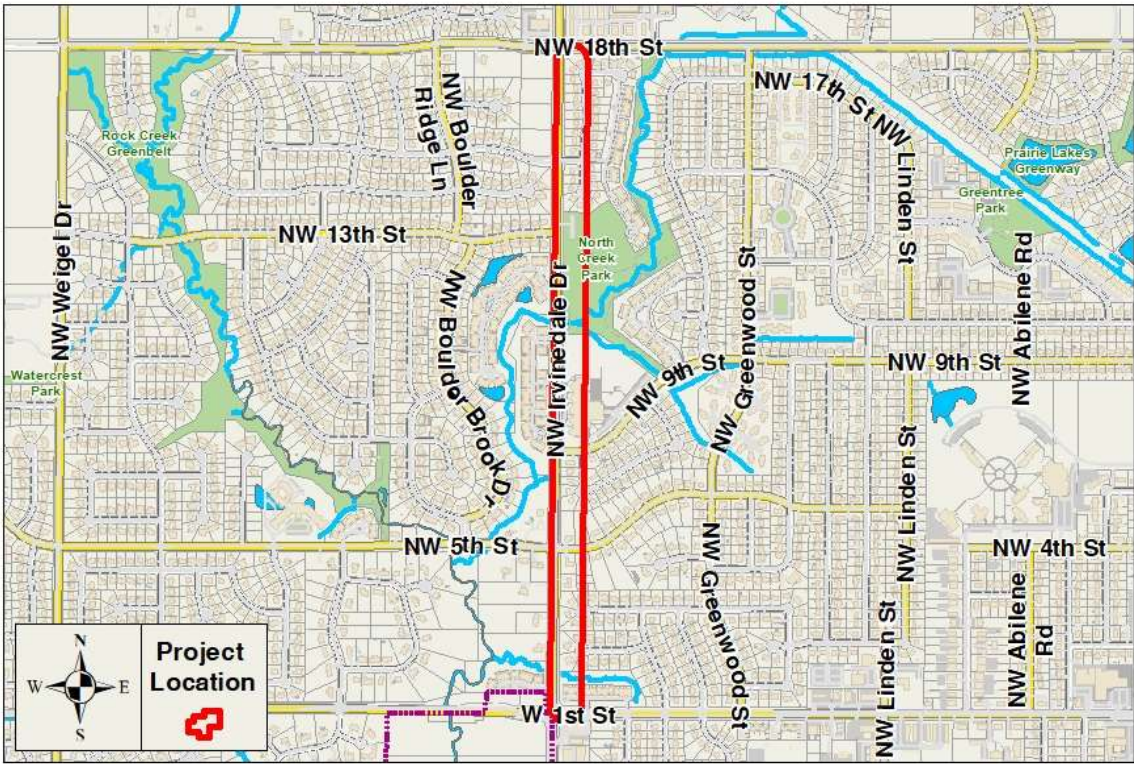 NW 18th St
NW Boulder
Ridge Ln
NW 17th St
NW Linden St
Rock Creek
Greenbelt
Prairie Lakes
Greenway
Greentree
Park
NW Weigel Dr
NW 13th St
North
Creek
Park
NW Irvinedale Dr
NW Greenwood St
NW Abilene Rd
NW Boulder Brook Dr
Watercrest
Park
NW 9th St
NW 9th St
NW Linden St
NW 5th St
NW 4th St
NW Greenwood St
NW Abilene
Rd
NW Linden St
N
W
E
S
Project
Location
W 1st St